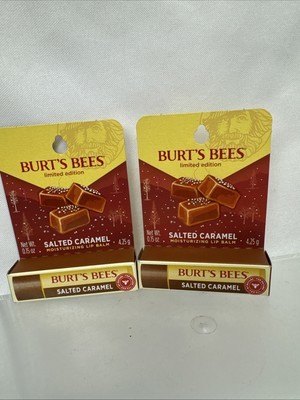 BURT'S BEES
limited edition
Net Wt.
0.15 oz
SALTED CARAMEL
4.25 g
MOISTURIZING LIP BALM
BURT'S BEES
SALTED CARAMEL
BURT'S BEES
limited edition
Net Wt.
0.15 oz
SALTED CARAMEL
4.25 g
MOISTURIZING LIP BALM
BURT'S BEES
SALTED CARAMEL